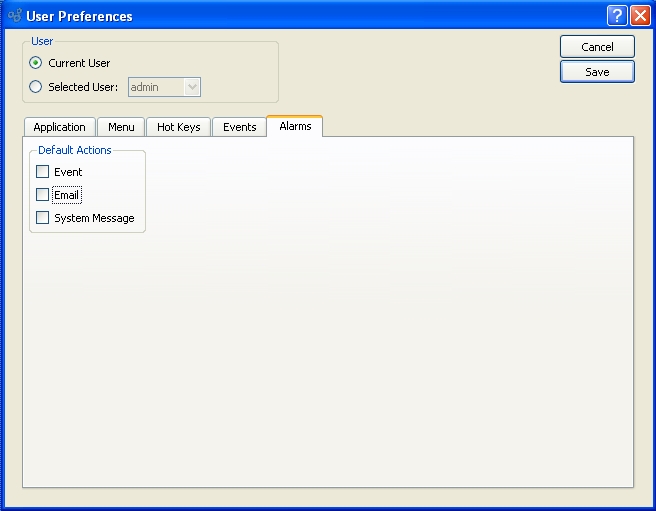 User Preferences
?
User
Current User
Selected User: admin
Cancel
Save
Application Menu Hot Keys Events Alarms
Default Actions
Event
Email
System Message